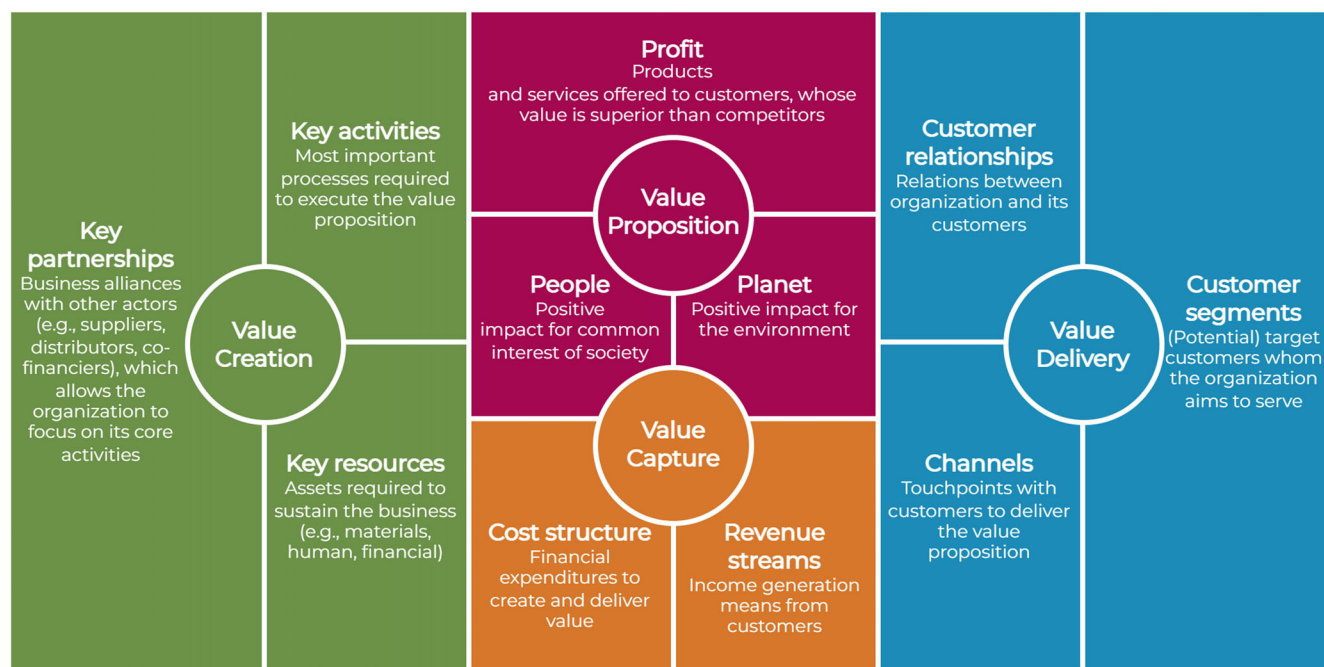 Key
partnerships
Business alliances
with other actors
(e.g., suppliers,
distributors, co-
financiers), which
allows the
organization to
focus on its core
activities
Key activities
Most important
processes required
to execute the value
proposition
Value
Creation
Key resources
Assets required to
sustain the business
(e.g., materials,
human, financial)
Profit
Products
and services offered to customers, whose
value is superior than competitors
Value
Proposition
People
Positive
impact for common
interest of society
Planet
Positive impact for
the environment
Value
Capture
Cost structure
Financial
expenditures to
create and deliver
value
Revenue
streams
Income generation
means from
customers
Customer
relationships
Relations between
organization and its
customers
Value
Delivery
Channels
Touchpoints with
customers to deliver
the value
proposition
Customer
segments
(Potential) target
customers whom
the organization
aims to serve